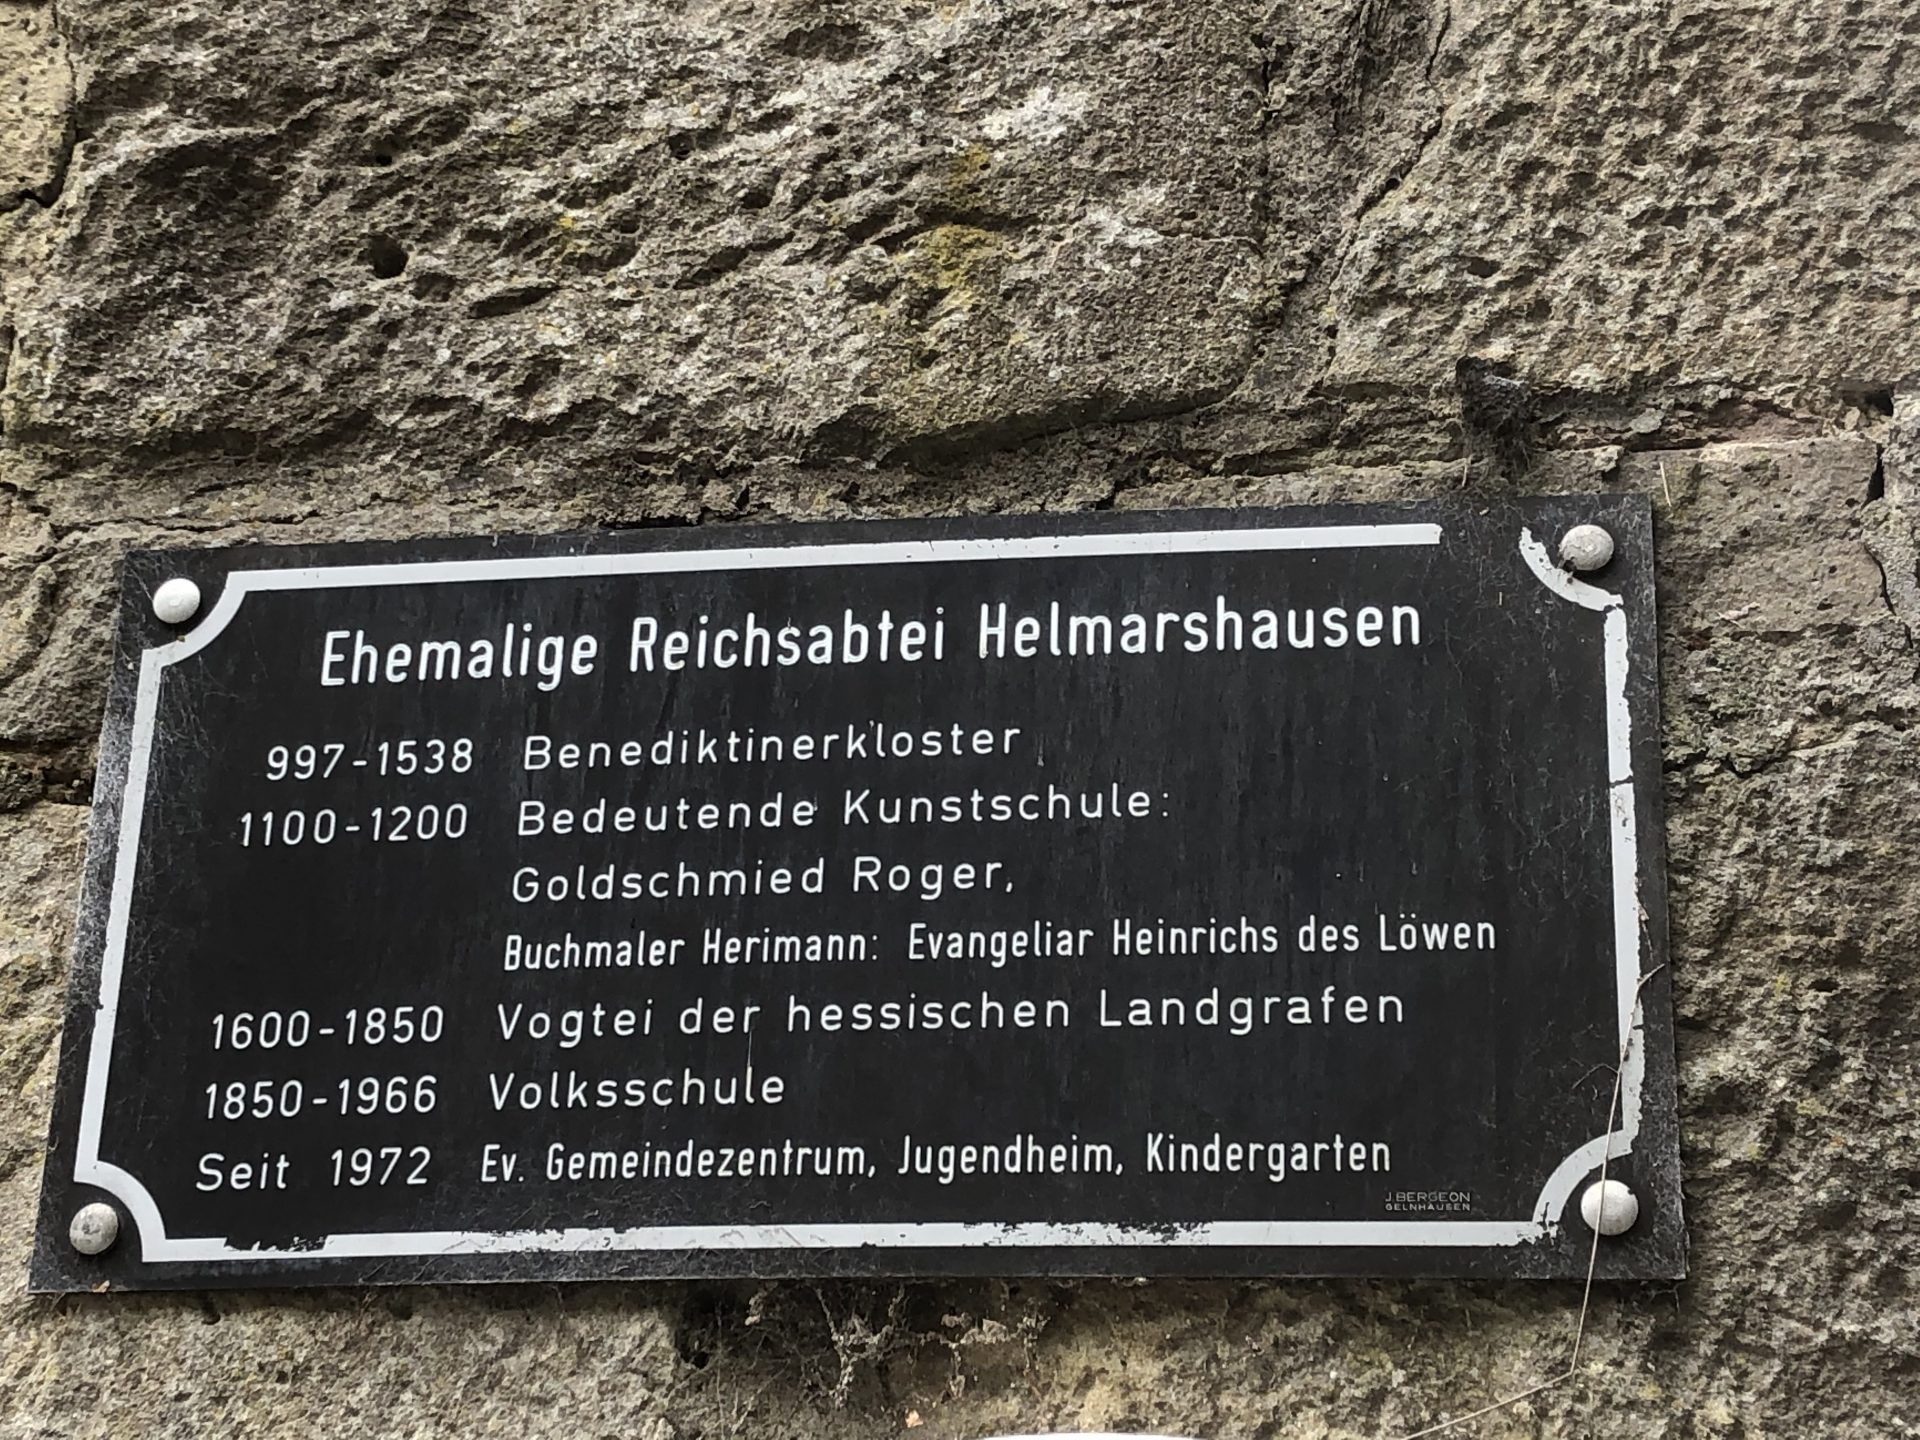 Ehemalige Reichsabtei Helmarshausen
997-1538 Benediktinerkloster
1100-1200 Bedeutende Kunstschule:
Goldschmied Roger,
Buchmaler Herimann: Evangeliar Heinrichs des Löwen
1600-1850 Vogtei der hessischen Landgrafen
1850-1966 Volksschule
Seit 1972 Ev. Gemeindezentrum, Jugendheim, Kindergarten
J.BERGEON
GELNHAUSEN